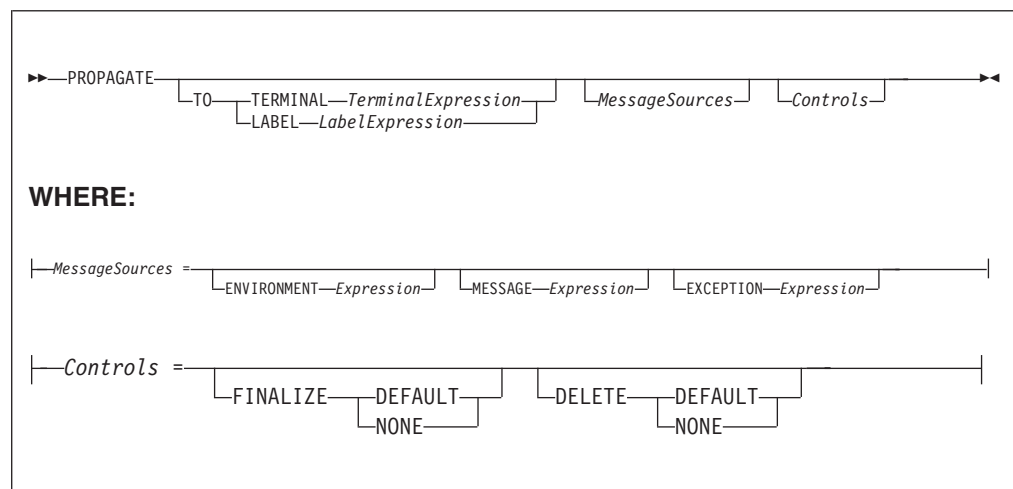 PROPAGATE
TO TERMINAL TerminalExpression MessageSources Controls
LABEL LabelExpression
WHERE:
MessageSources =
ENVIRONMENT Expression MESSAGE Expression EXCEPTION Expression
Controls =
FINALIZE DEFAULT DELETE DEFAULT
NONE NONE